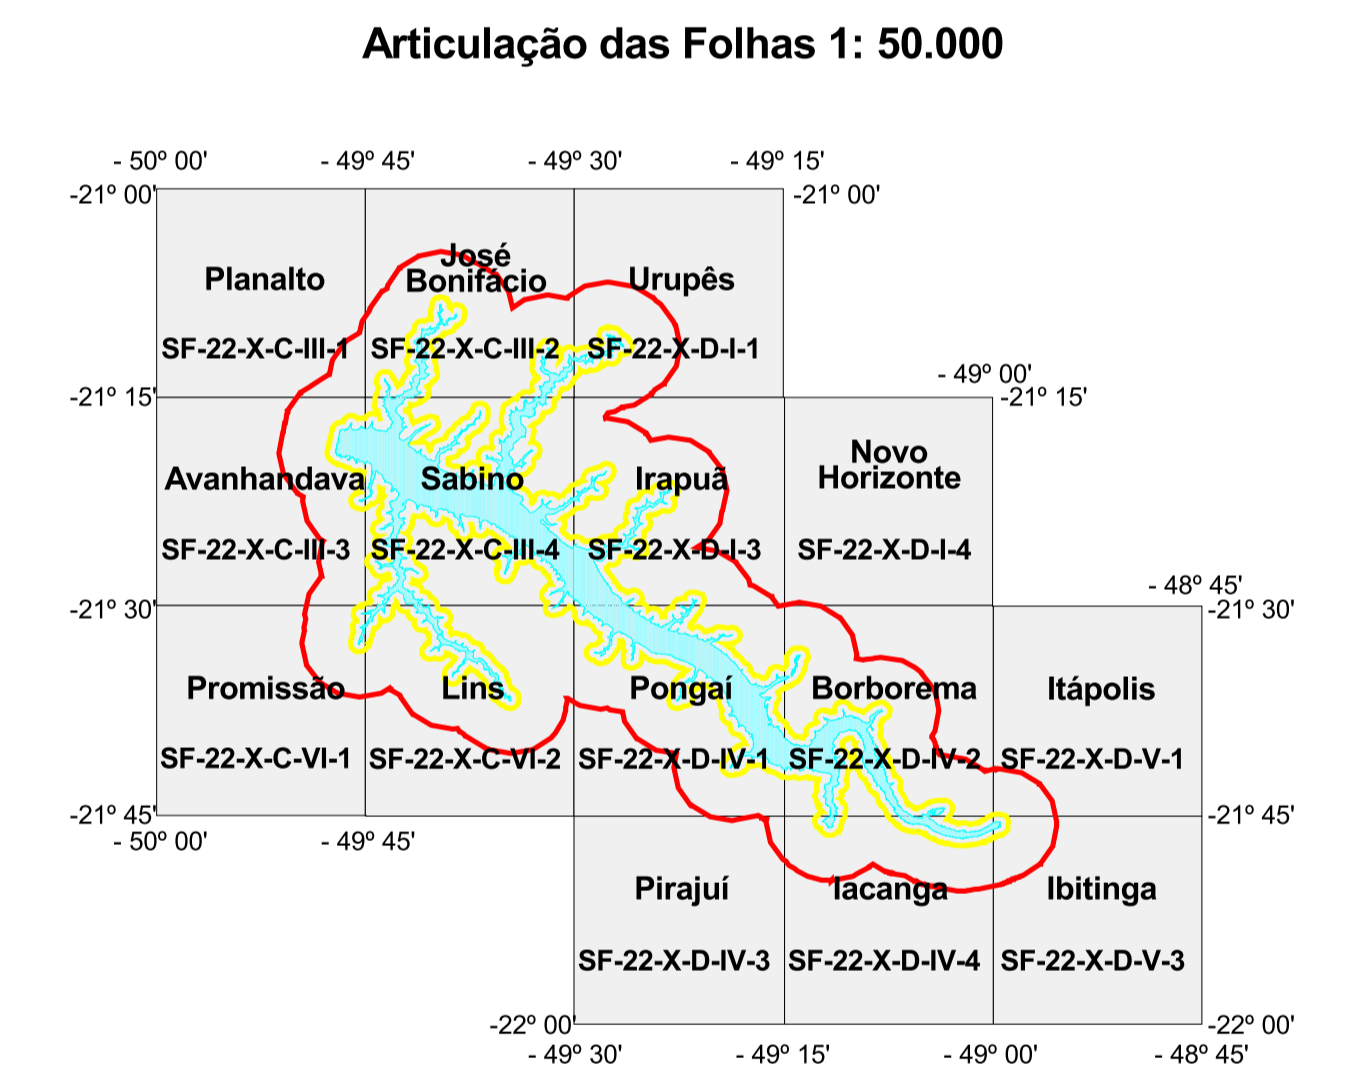 Articulação das Folhas 1: 50.000
- 50º 00'
- 49º 45'
- 49º 30'
- 49º 15'
-21º 00'
-21º 00'
Planalto
José
Bonifácio
Urupês
SF-22-X-C-III-1
SF-22-X-C-III-2
SF-22-X-D-I-1
- 49º 00'
-21º 15'
-21º 15'
Avanhandava
Sabino
Irapuã
Novo
Horizonte
SF-22-X-C-III-3
SF-22-X-C-III-4
SF-22-X-D-I-3
SF-22-X-D-I-4
- 48º 45'
-21º 30'
-21º 30'
Promissão
Lins
Pongaí
Borborema
Itápolis
SF-22-X-C-VI-1
SF-22-X-C-VI-2
SF-22-X-D-IV-1
SF-22-X-D-IV-2
SF-22-X-D-V-1
-21º 45'
-21º 45'
- 50º 00'
- 49º 45'
Pirajuí
Iacanga
Ibitinga
SF-22-X-D-IV-3
SF-22-X-D-IV-4
SF-22-X-D-V-3
-22º 00'
-22º 00'
- 49º 30'
- 49º 15'
- 49º 00'
- 48º 45'